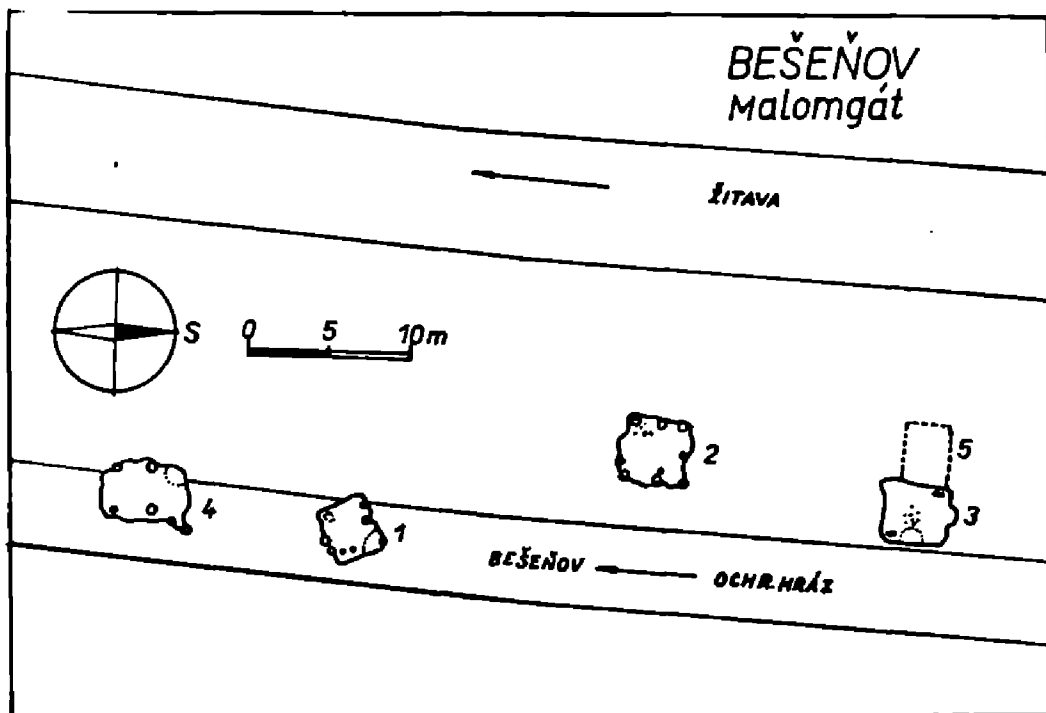 BEŠEŇOV
Malomgát
ŽITAVA
S
0 5 10m
2
5
3
4
1
BEŠEŇOV
OCHR. HRÁZ